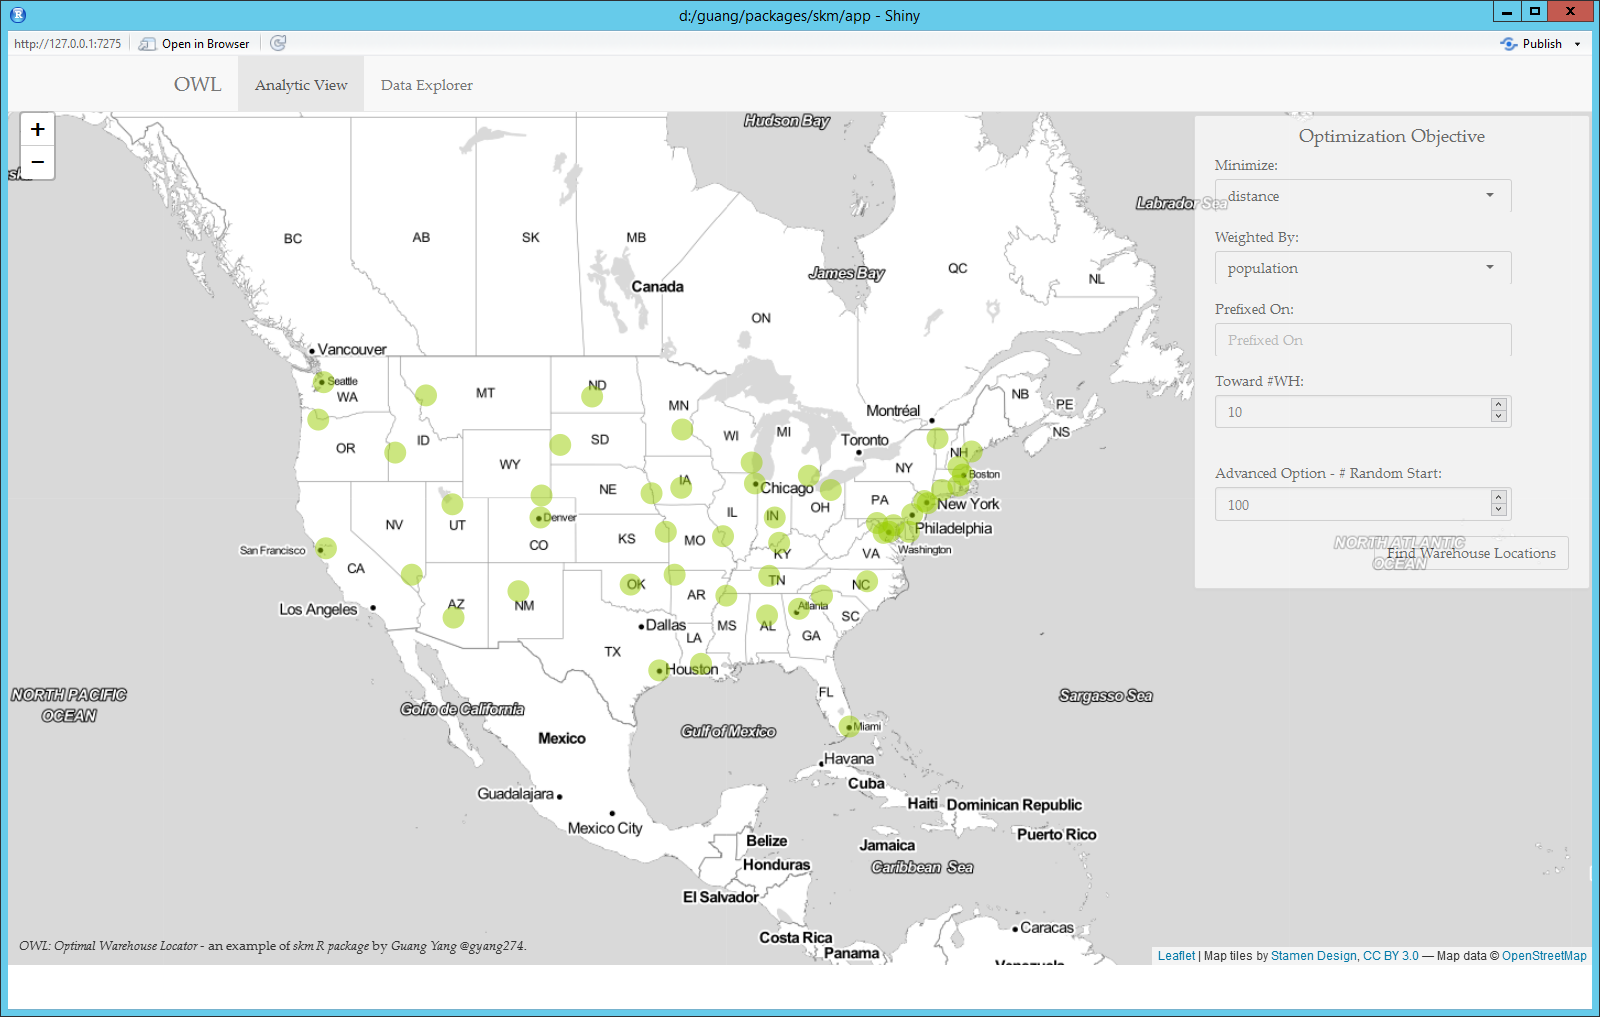 d:/guang/packages/skm/app - Shiny
http://127.0.0.1:7275
Open in Browser
Publish
OWL
Analytic View
Data Explorer
+
−
Optimization Objective
Minimize:
distance
Weighted By:
population
Prefixed On:
Prefixed On
Toward #WH:
10
Advanced Option - # Random Start:
100
Find Warehouse Locations
Hudson Bay
Labrador Sea
BC
AB
SK
MB
James Bay
QC
NL
Canada
ON
Vancouver
Seattle
WA
MT
ND
MN
NB
PE
Montréal
NS
OR
ID
SD
WI
MI
Toronto
NH
WY
NY
Boston
NE
IA
Chicago
PA
NV
UT
Denver
IL
IN
OH
New York
Philadelphia
San Francisco
CO
KS
MO
KY
VA
Washington
NORTH ATLANTIC
OCEAN
CA
Los Angeles
AZ
NM
OK
AR
TN
NC
Atlanta
SC
Dallas
LA
MS
AL
GA
TX
Houston
FL
Miami
NORTH PACIFIC
OCEAN
Golfo de California
Gulf of Mexico
Sargasso Sea
Mexico
Havana
Cuba
Guadalajara
Haiti
Dominican Republic
Mexico City
Puerto Rico
Belize
Jamaica
Honduras
Caribbean Sea
El Salvador
Caracas
Costa Rica
Panama
Venezuela
OWL: Optimal Warehouse Locator - an example of skm R package by Guang Yang @gyang274.
Leaflet | Map tiles by Stamen Design, CC BY 3.0 — Map data © OpenStreetMap